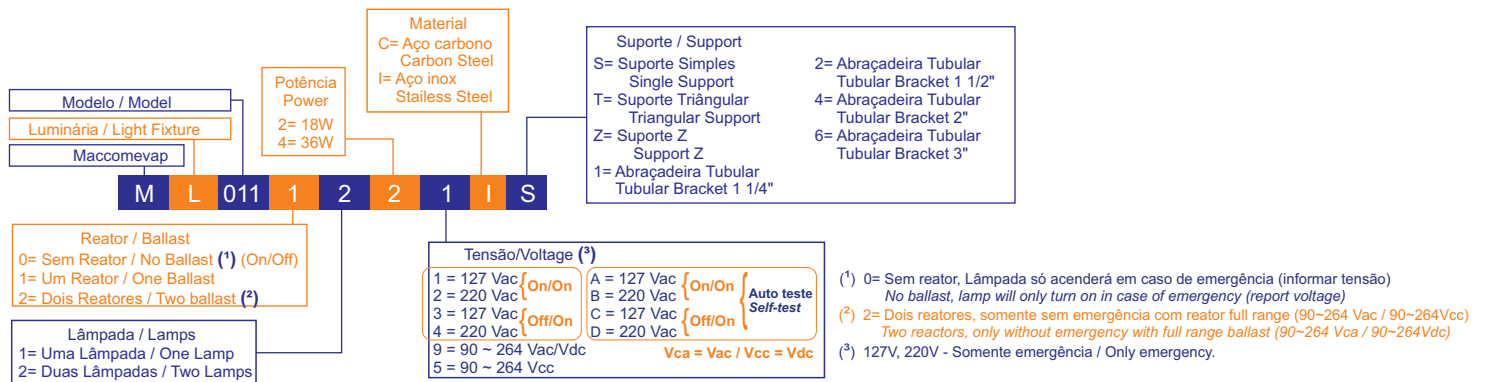 Material
C= Aço carbono
Carbon Steel
I= Aço inox
Stailess Steel
Potência
Power
2= 18W
4= 36W
Suporte / Support
S= Suporte Simples
Single Support
T= Suporte Triângular
Triangular Support
Z= Suporte Z
Support Z
1= Abraçadeira Tubular
Tubular Bracket 1 1/4"
2= Abraçadeira Tubular
Tubular Bracket 1 1/2"
4= Abraçadeira Tubular
Tubular Bracket 2"
6= Abraçadeira Tubular
Tubular Bracket 3"
Modelo / Model
Luminária / Light Fixture
Maccomevap
M L 011 1 2 2 1 I S
Reator / Ballast
0= Sem Reator / No Ballast (¹) (On/Off)
1= Um Reator / One Ballast
2= Dois Reatores / Two ballast (²)
Lâmpada / Lamps
1= Uma Lâmpada / One Lamp
2= Duas Lâmpadas / Two Lamps
Tensão/Voltage (³)
1 = 127 Vac
2 = 220 Vac
On/On
3 = 127 Vac
4 = 220 Vac
Off/On
A = 127 Vac
B = 220 Vac
On/On
C = 127 Vac
D = 220 Vac
Off/On
Auto teste
Self-test
9 = 90 ~ 264 Vac/Vdc
5 = 90 ~ 264 Vcc
Vca = Vac / Vcc = Vdc
(¹) 0= Sem reator, Lâmpada só acenderá em caso de emergência (informar tensão)
No ballast, lamp will only turn on in case of emergency (report voltage)
(²) 2= Dois reatores, somente sem emergência com reator full range (90~264 Vac / 90~264Vcc)
Two reactors, only without emergency with full range ballast (90~264 Vca / 90~264Vdc)
(³) 127V, 220V - Somente emergência / Only emergency.